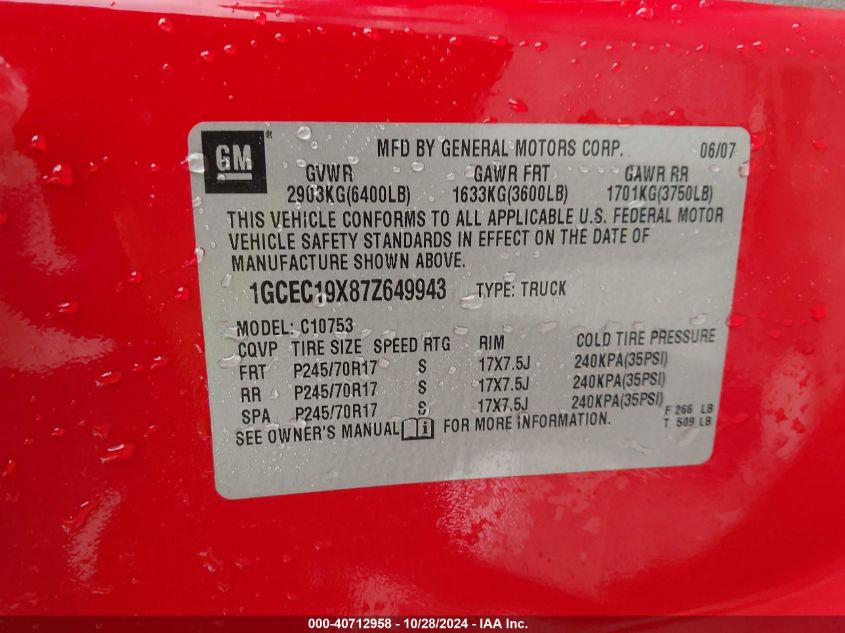 GM® MFD BY GENERAL MOTORS CORP. 06/07
GVWR GAWR FRT GAWR RR
2903KG(6400LB) 1633KG(3600LB) 1701KG(3750LB)
THIS VEHICLE CONFORMS TO ALL APPLICABLE U.S. FEDERAL MOTOR
VEHICLE SAFETY STANDARDS IN EFFECT ON THE DATE OF
MANUFACTURE SHOWN ABOVE.
1GCEC19X87Z649943 TYPE: TRUCK
MODEL: C10753
CQVP TIRE SIZE SPEED RTG RIM COLD TIRE PRESSURE
FRT P245/70R17 S 17X7.5J 240KPA(35PSI)
RR P245/70R17 S 17X7.5J 240KPA(35PSI)
SPA P245/70R17 S 17X7.5J 240KPA(35PSI)
SEE OWNER'S MANUAL FOR MORE INFORMATION.
F 266 LB
T 509 LB
000-40712958 - 10/28/2024 - IAA Inc.